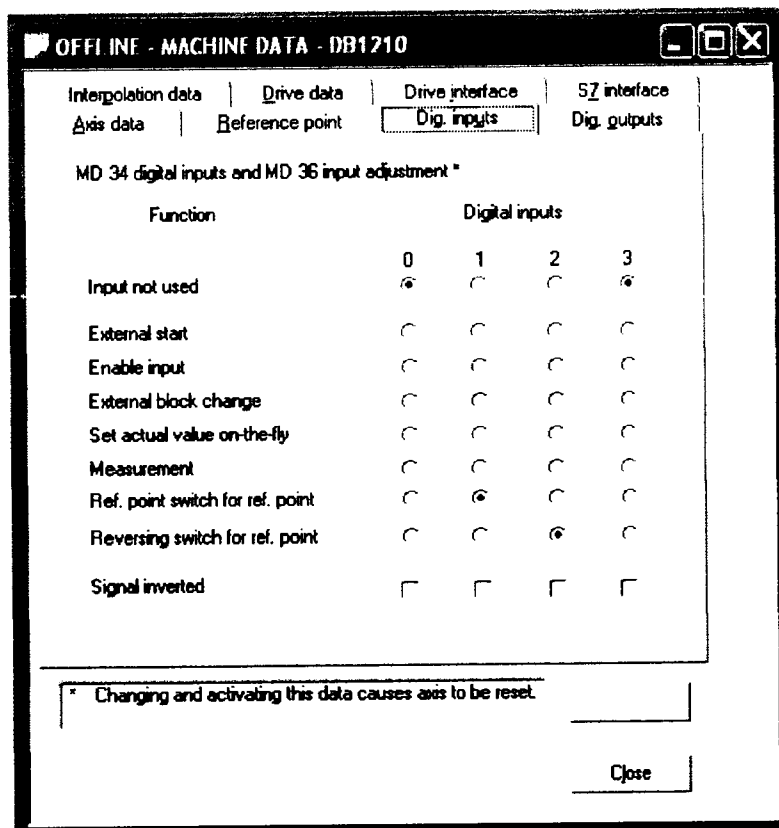 OFFLINE - MACHINE DATA - DB1210
Interpolation data Drive data Drive interface S7 interface
Axis data Reference point Dig. inputs Dig. outputs
MD 34 digital inputs and MD 36 input adjustment *
Function Digital inputs
0 1 2 3
Input not used
External start
Enable input
External block change
Set actual value on-the-fly
Measurement
Ref. point switch for ref. point
Reversing switch for ref. point
Signal inverted
* Changing and activating this data causes axis to be reset.
Close